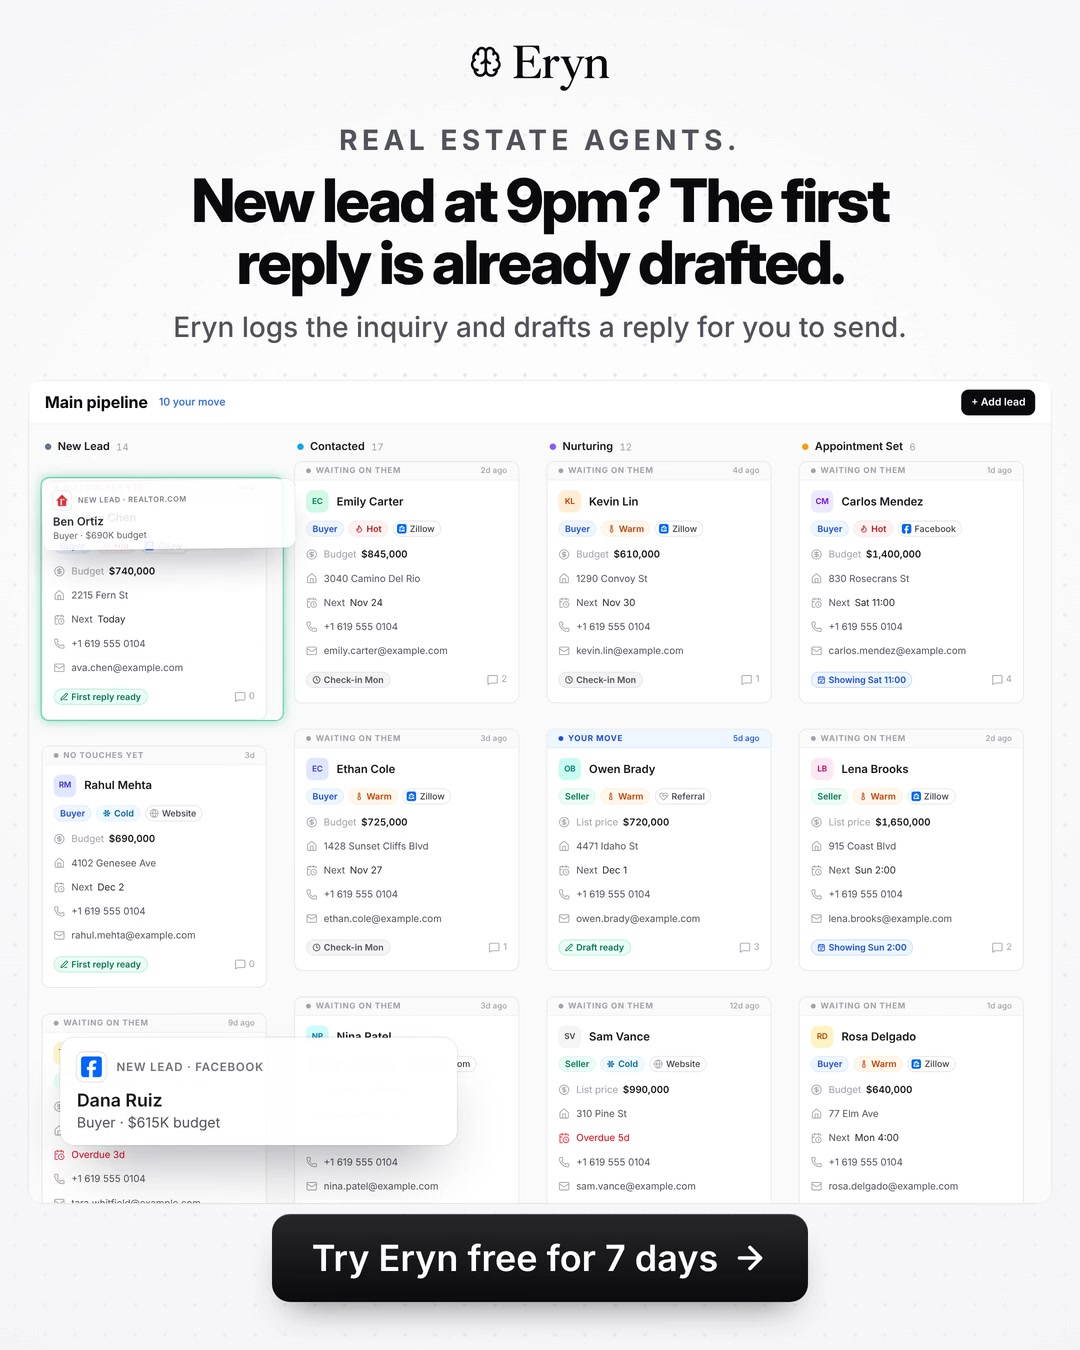 Eryn
REAL ESTATE AGENTS.
New lead at 9pm? The first
reply is already drafted.
Eryn logs the inquiry and drafts a reply for you to send.
Main pipeline
10 your move
+ Add lead
New Lead 14
NEW LEAD · REALTOR.COM
Ben Ortiz
Chen
Buyer · $690K budget
Budget $740,000
2215 Fern St
Next Today
+1 619 555 0104
ava.chen@example.com
First reply ready
0
NO TOUCHES YET
3d
RM
Rahul Mehta
Buyer
Cold
Website
Budget $690,000
4102 Genesee Ave
Next Dec 2
+1 619 555 0104
rahul.mehta@example.com
First reply ready
0
WAITING ON THEM
9d ago
NEW LEAD · FACEBOOK
Dana Ruiz
Buyer · $615K budget
Overdue 3d
+1 619 555 0104
tara.whitfield@example.com
Contacted 17
WAITING ON THEM
2d ago
EC
Emily Carter
Buyer
Hot
Zillow
Budget $845,000
3040 Camino Del Rio
Next Nov 24
+1 619 555 0104
emily.carter@example.com
Check-in Mon
2
WAITING ON THEM
3d ago
EC
Ethan Cole
Buyer
Warm
Zillow
Budget $725,000
1428 Sunset Cliffs Blvd
Next Nov 27
+1 619 555 0104
ethan.cole@example.com
Check-in Mon
1
WAITING ON THEM
3d ago
NP
Nina Patel
om
+1 619 555 0104
nina.patel@example.com
Nurturing 12
WAITING ON THEM
4d ago
KL
Kevin Lin
Buyer
Warm
Zillow
Budget $610,000
1290 Convoy St
Next Nov 30
+1 619 555 0104
kevin.lin@example.com
Check-in Mon
1
YOUR MOVE
5d ago
OB
Owen Brady
Seller
Warm
Referral
List price $720,000
4471 Idaho St
Next Dec 1
+1 619 555 0104
owen.brady@example.com
Draft ready
3
WAITING ON THEM
12d ago
SV
Sam Vance
Seller
Cold
Website
List price $990,000
310 Pine St
Overdue 5d
+1 619 555 0104
sam.vance@example.com
Appointment Set 6
WAITING ON THEM
1d ago
CM
Carlos Mendez
Buyer
Hot
Facebook
Budget $1,400,000
830 Rosecrans St
Next Sat 11:00
+1 619 555 0104
carlos.mendez@example.com
Showing Sat 11:00
4
WAITING ON THEM
2d ago
LB
Lena Brooks
Seller
Warm
Zillow
List price $1,650,000
915 Coast Blvd
Next Sun 2:00
+1 619 555 0104
lena.brooks@example.com
Showing Sun 2:00
2
WAITING ON THEM
1d ago
RD
Rosa Delgado
Buyer
Warm
Zillow
Budget $640,000
77 Elm Ave
Next Mon 4:00
+1 619 555 0104
rosa.delgado@example.com
Try Eryn free for 7 days →